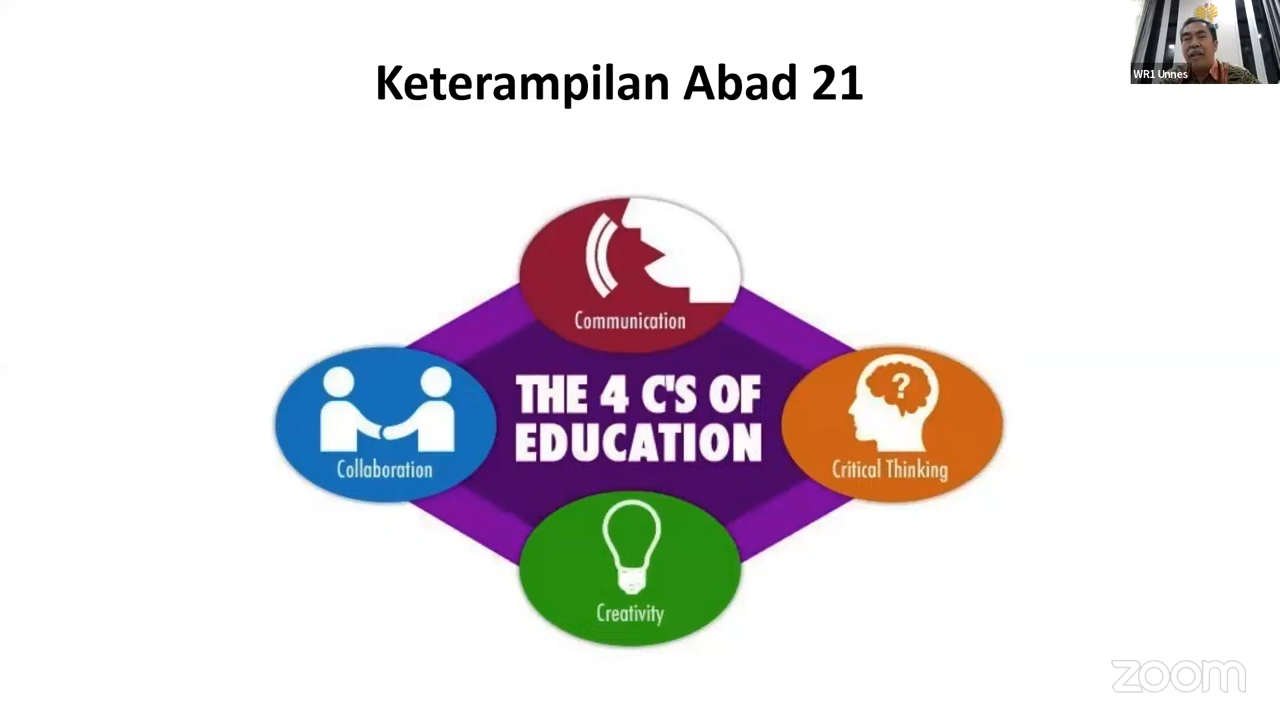 Keterampilan Abad 21
WR1 Unnes
Communication
THE 4 C'S OF
EDUCATION
Collaboration
Critical Thinking
Creativity
zoom